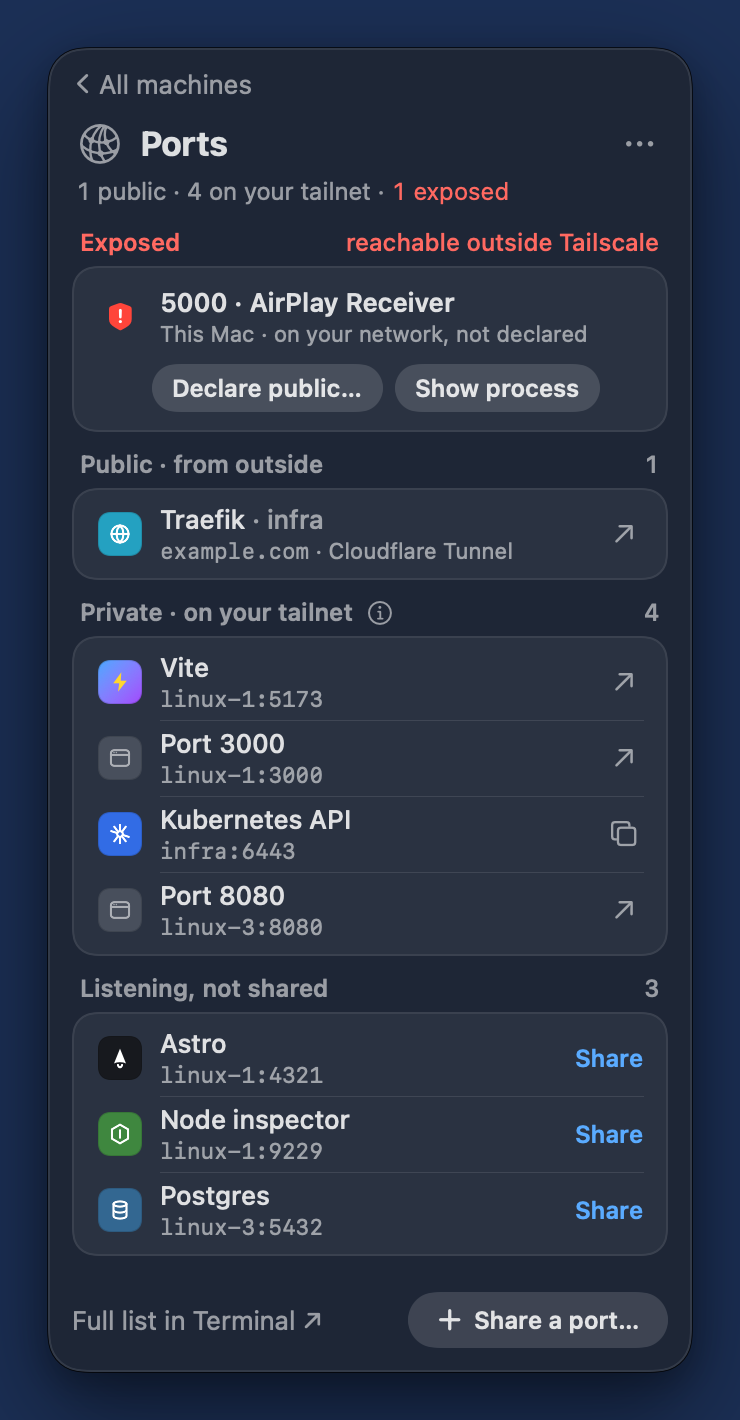 All machines
Ports
1 public · 4 on your tailnet · 1 exposed
Exposed reachable outside Tailscale
5000 · AirPlay Receiver
This Mac · on your network, not declared
Declare public... Show process
Public · from outside 1
Traefik · infra
example.com · Cloudflare Tunnel
Private · on your tailnet 4
Vite
linux-1:5173
Port 3000
linux-1:3000
Kubernetes API
infra:6443
Port 8080
linux-3:8080
Listening, not shared 3
Astro
linux-1:4321
Share
Node inspector
linux-1:9229
Share
Postgres
linux-3:5432
Share
Full list in Terminal Share a port...